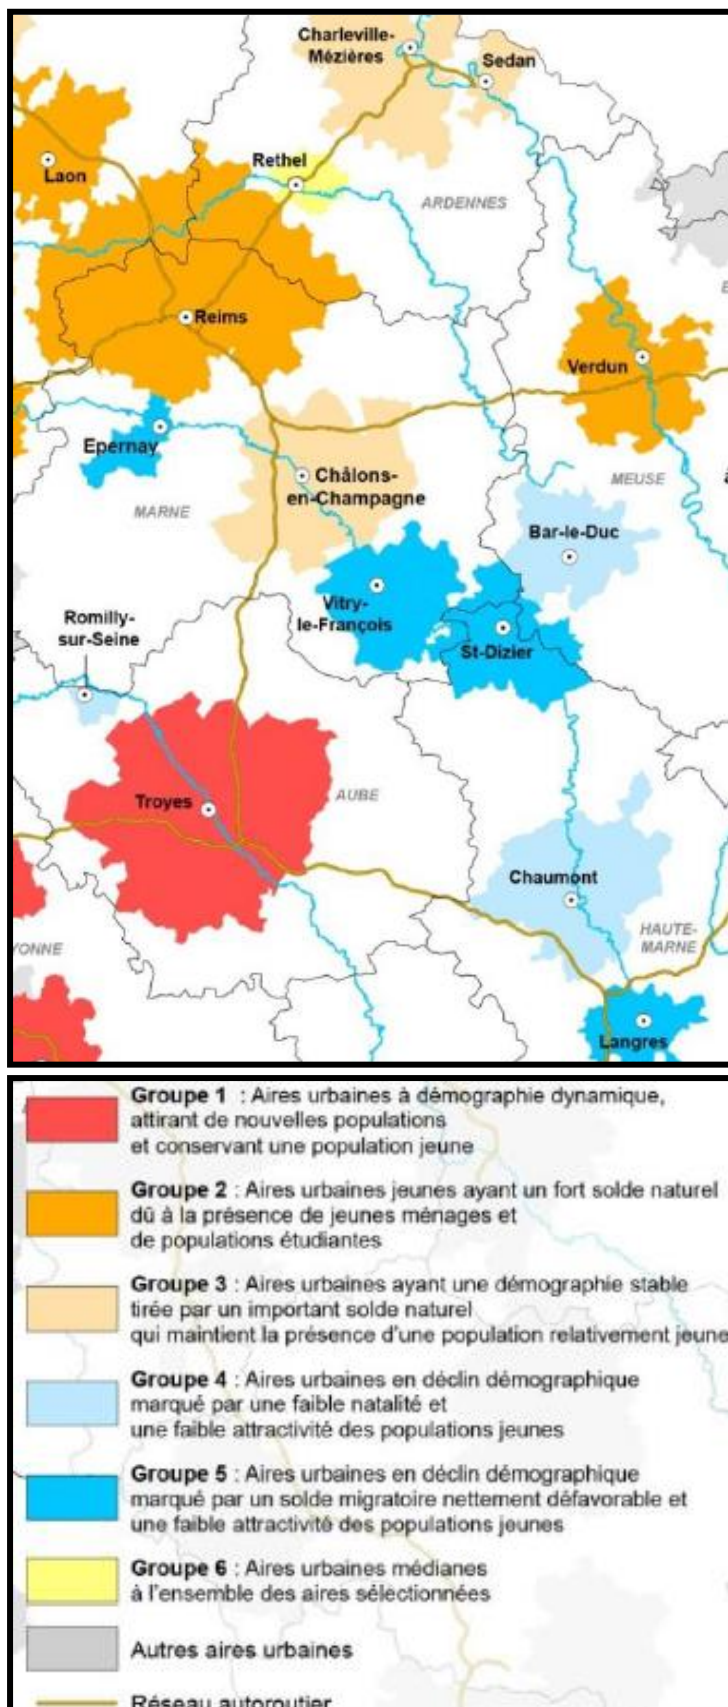 Charleville-
Mézières
Sedan
Laon
Rethel
ARDENNES
Reims
Verdun
Epernay
Châlons-
en-Champagne
MEUSE
MARNE
Bar-le-Duc
Vitry-
le-François
Romilly-
sur-Seine
St-Dizier
Troyes
AUBE
Chaumont
YONNE
HAUTE-
MARNE
Langres
Groupe 1 : Aires urbaines à démographie dynamique,
attirant de nouvelles populations
et conservant une population jeune
Groupe 2 : Aires urbaines jeunes ayant un fort solde naturel
dû à la présence de jeunes ménages et
de populations étudiantes
Groupe 3 : Aires urbaines ayant une démographie stable
tirée par un important solde naturel
qui maintient la présence d'une population relativement jeune
Groupe 4 : Aires urbaines en déclin démographique
marqué par une faible natalité et
une faible attractivité des populations jeunes
Groupe 5 : Aires urbaines en déclin démographique
marqué par un solde migratoire nettement défavorable et
une faible attractivité des populations jeunes
Groupe 6 : Aires urbaines médianes
à l'ensemble des aires sélectionnées
Autres aires urbaines
Réseau autoroutier